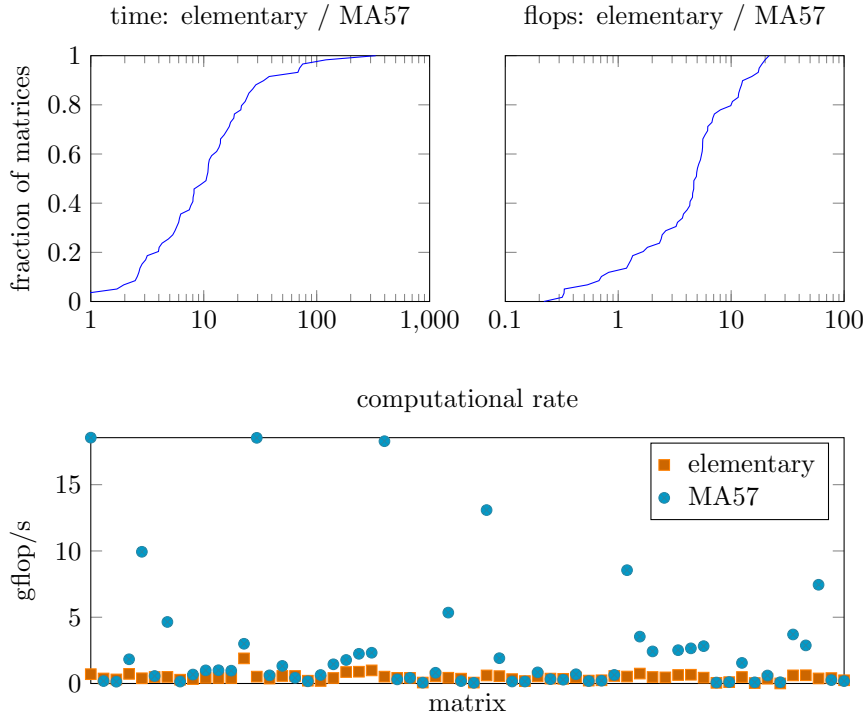 time: elementary / MA57
flops: elementary / MA57
fraction of matrices
1
0.8
0.6
0.4
0.2
0
1
10
100
1,000
0.1
1
10
100
computational rate
gflop/s
15
10
5
0
elementary
MA57
matrix